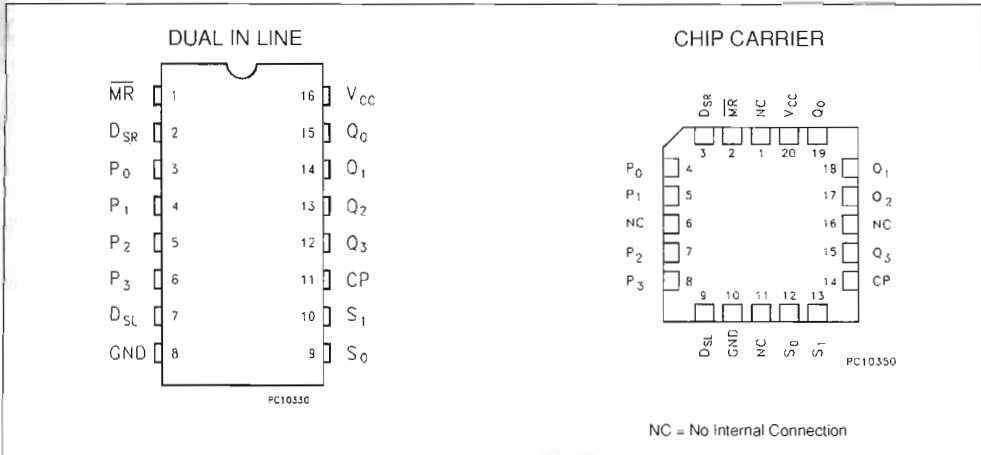 DUAL IN LINE
M̅R̅ 1 16 VCC
DSR 2 15 Q0
P0 3 14 Q1
P1 4 13 Q2
P2 5 12 Q3
P3 6 11 CP
DSL 7 10 S1
GND 8 9 S0
PC10330
CHIP CARRIER
DSR M̅R̅ NC VCC Q0
3 2 1 20 19
P0 4 18 Q1
P1 5 17 Q2
NC 6 16 NC
P2 7 15 Q3
P3 8 14 CP
9 10 11 12 13
DSL GND NC S0 S1
PC10350
NC = No Internal Connection